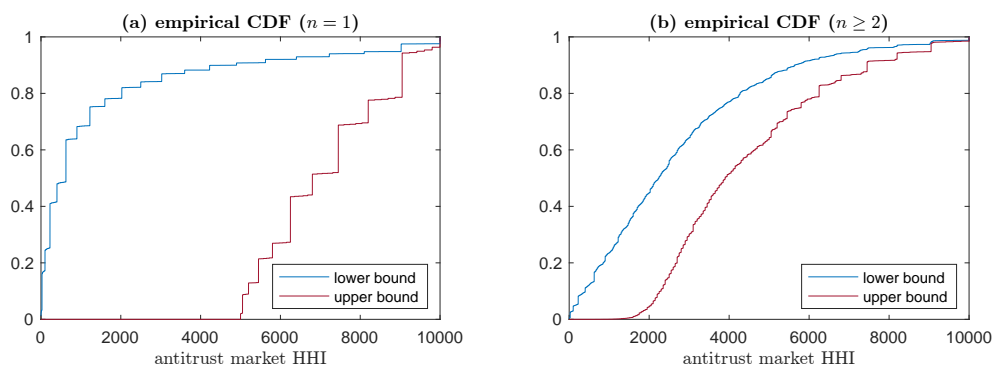 (a) empirical CDF (n = 1)
1
0.8
0.6
0.4
0.2
0
0 2000 4000 6000 8000 10000
antitrust market HHI
lower bound
upper bound
(b) empirical CDF (n ≥ 2)
1
0.8
0.6
0.4
0.2
0
0 2000 4000 6000 8000 10000
antitrust market HHI
lower bound
upper bound